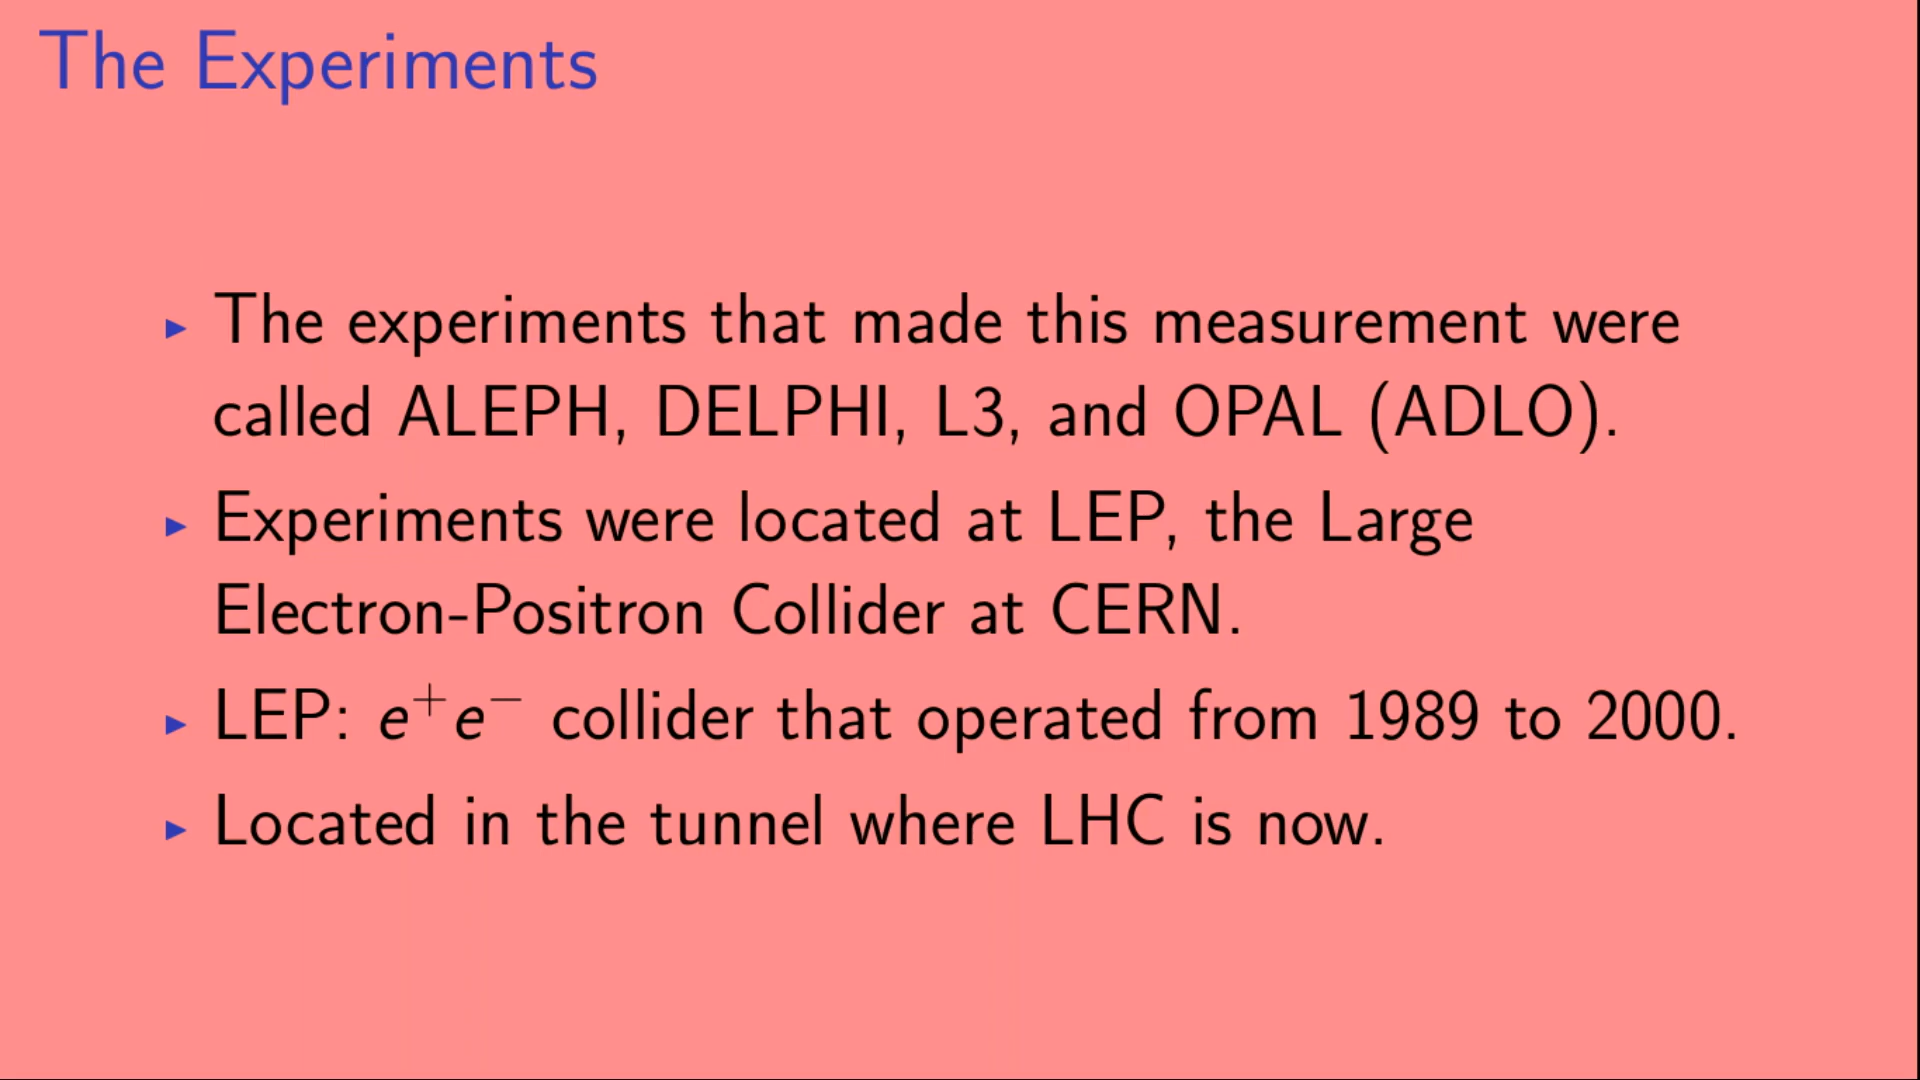 The Experiments
▶ The experiments that made this measurement were
called ALEPH, DELPHI, L3, and OPAL (ADLO).
▶ Experiments were located at LEP, the Large
Electron-Positron Collider at CERN.
▶ LEP: e⁺e⁻ collider that operated from 1989 to 2000.
▶ Located in the tunnel where LHC is now.